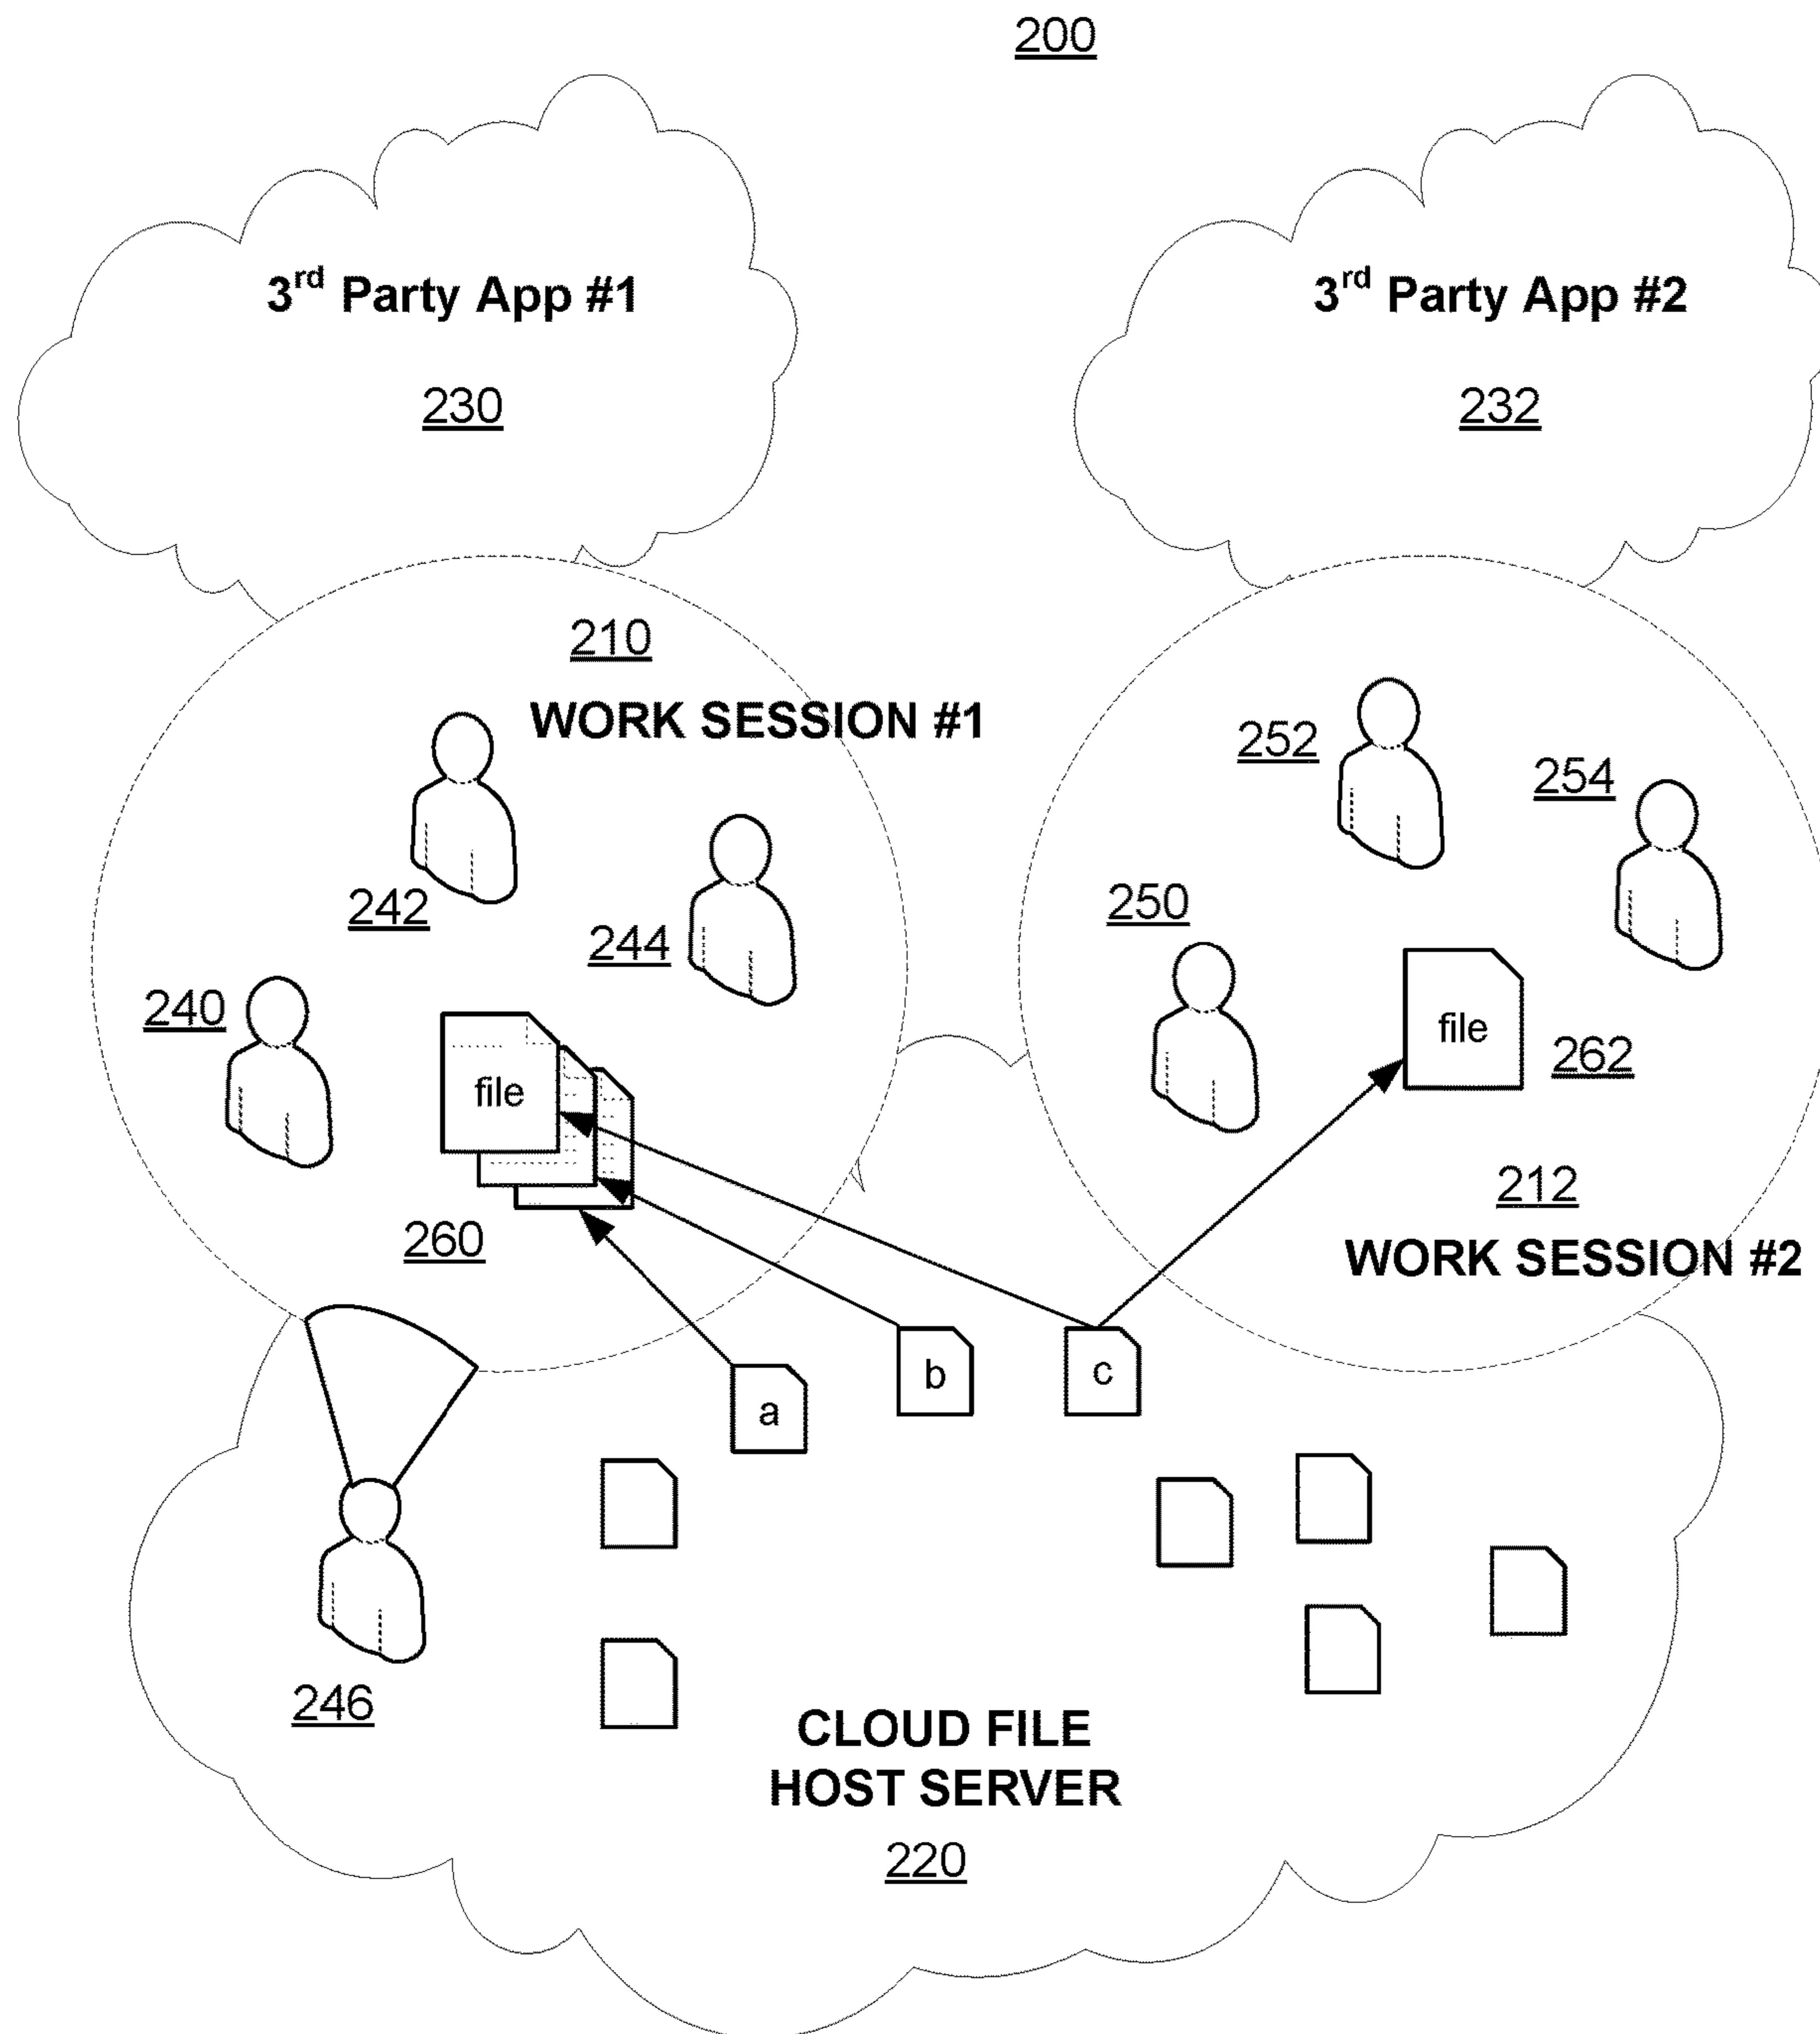 200
3rd Party App #1
3rd Party App #2
230
232
210
WORK SESSION #1
252
254
242
250
244
240
file
file
262
212
260
WORK SESSION #2
a
b
c
246
CLOUD FILE
HOST SERVER
220